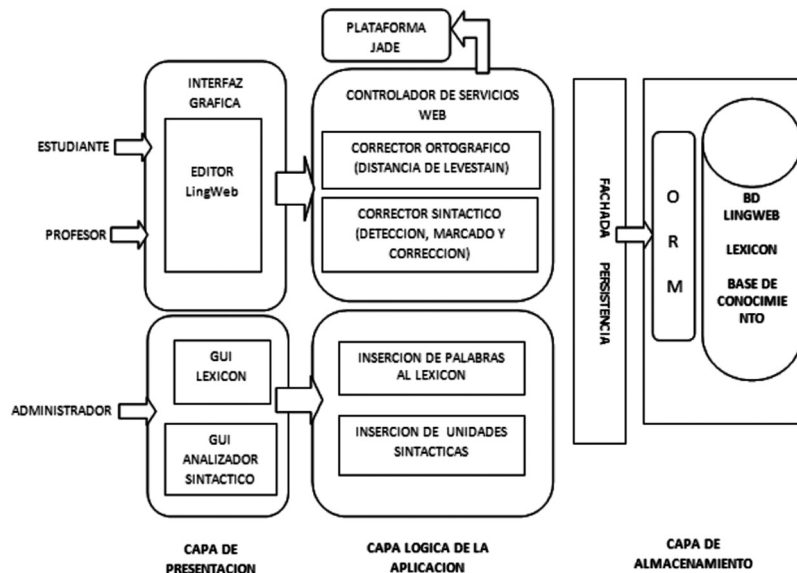 PLATAFORMA
JADE
INTERFAZ
GRAFICA
EDITOR
LingWeb
ESTUDIANTE
PROFESOR
CONTROLADOR DE SERVICIOS
WEB
CORRECTOR ORTOGRAFICO
(DISTANCIA DE LEVESTAIN)
CORRECTOR SINTACTICO
(DETECCION, MARCADO Y
CORRECCION)
GUI
LEXICON
ADMINISTRADOR
GUI
ANALIZADOR
SINTACTICO
INSERCION DE PALABRAS
AL LEXICON
INSERCION DE UNIDADES
SINTACTICAS
FACHADA PERSISTENCIA
O
R
M
BD
LINGWEB
LEXICON
BASE DE
CONOCIMIE
NTO
CAPA DE
PRESENTACION
CAPA LOGICA DE LA
APLICACION
CAPA DE
ALMACENAMIENTO